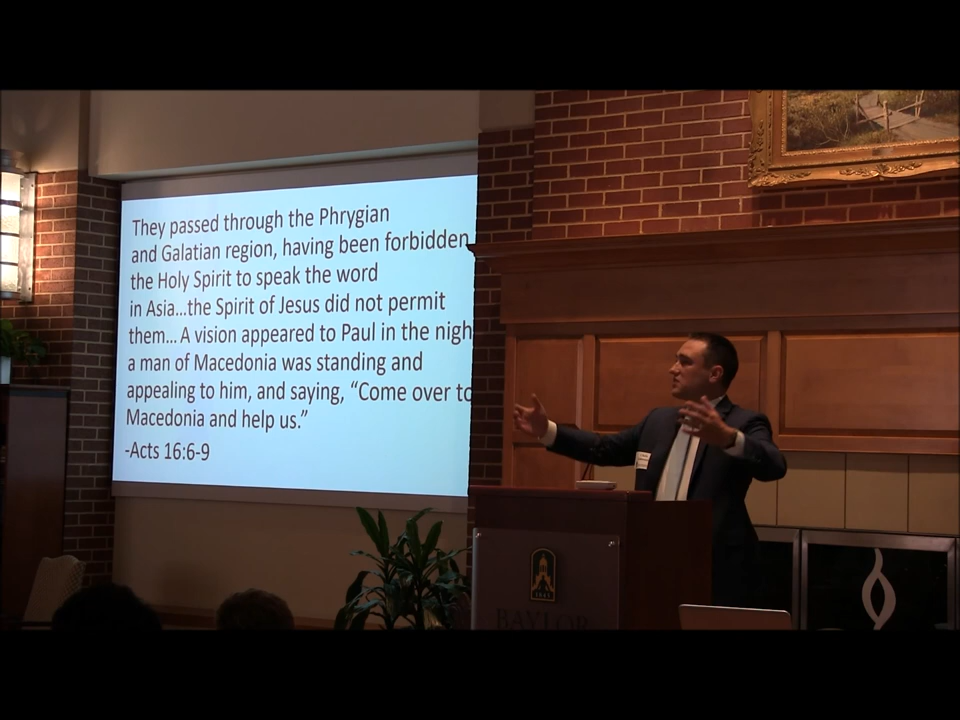 They passed through the Phrygian
and Galatian region, having been forbidden
the Holy Spirit to speak the word
in Asia...the Spirit of Jesus did not permit
them... A vision appeared to Paul in the nigh
a man of Macedonia was standing and
appealing to him, and saying, “Come over to
Macedonia and help us.”
-Acts 16:6-9
1845
BAYLOR